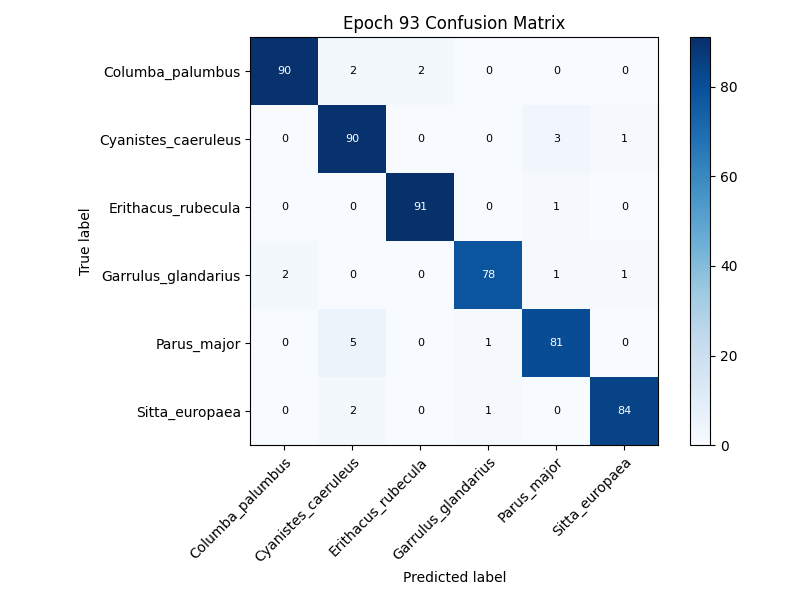 Epoch 93 Confusion Matrix
True label
Columba_palumbus 90 2 2 0 0 0
Cyanistes_caeruleus 0 90 0 0 3 1
Erithacus_rubecula 0 0 91 0 1 0
Garrulus_glandarius 2 0 0 78 1 1
Parus_major 0 5 0 1 81 0
Sitta_europaea 0 2 0 1 0 84
Columba_palumbus Cyanistes_caeruleus Erithacus_rubecula Garrulus_glandarius Parus_major Sitta_europaea
Predicted label
80
60
40
20
0